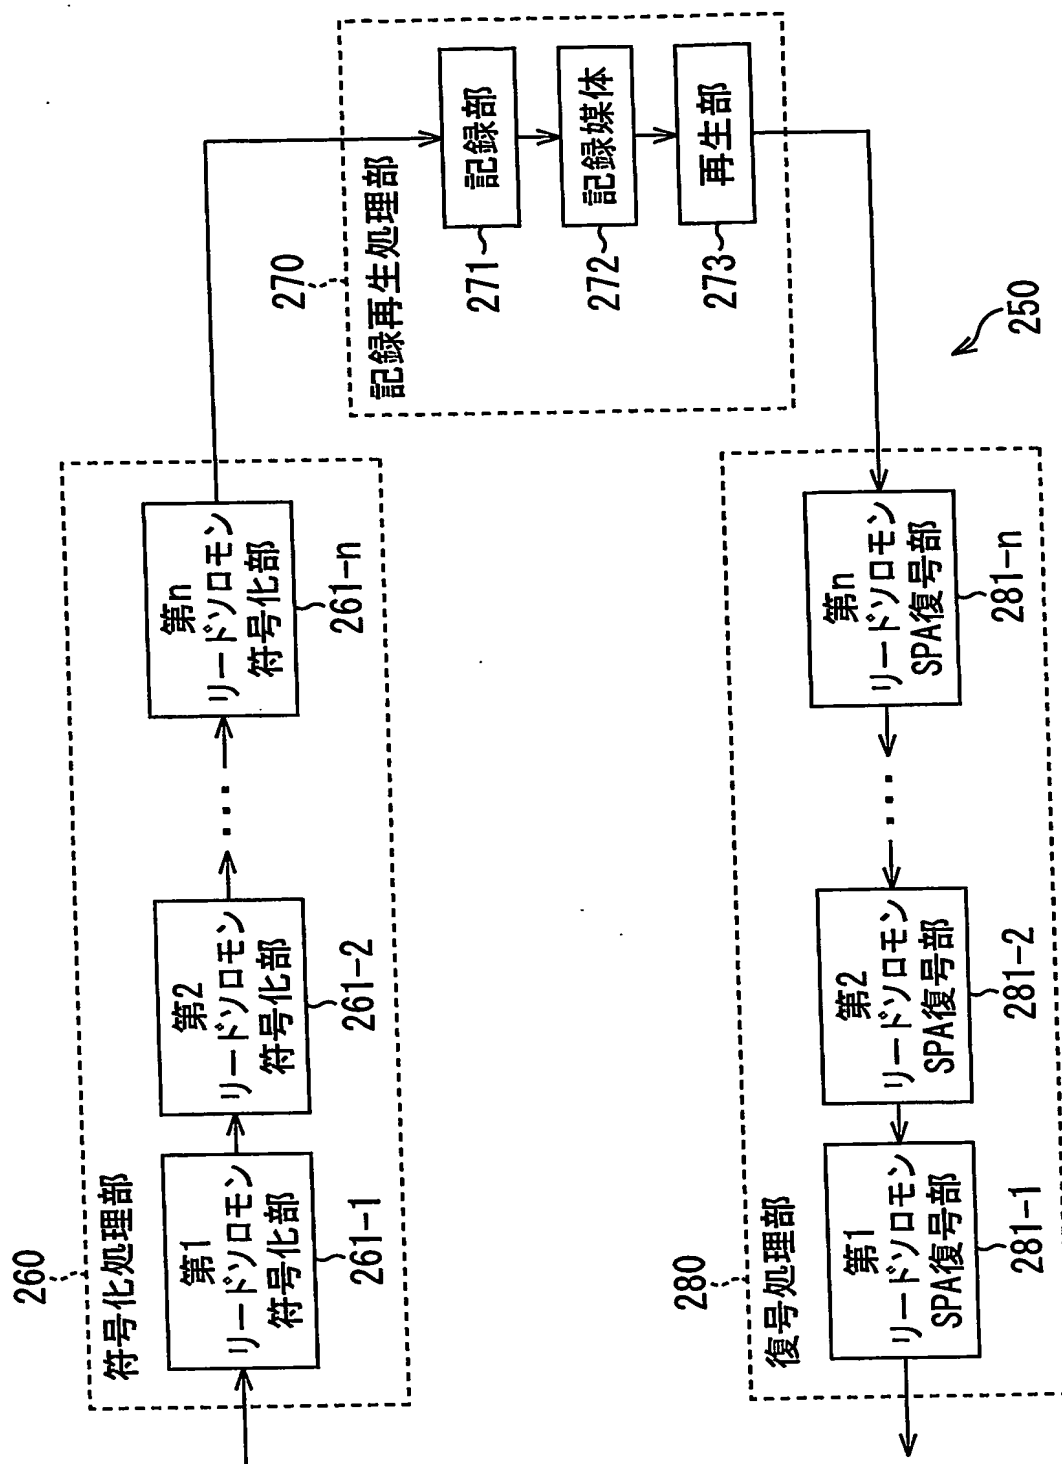 260
符号化処理部
第1
リードソロモン
符号化部
261-1
第2
リードソロモン
符号化部
261-2
...
第n
リードソロモン
符号化部
261-n
270
記録再生処理部
記録部
271
記録媒体
272
再生部
273
250
280
復号処理部
第1
リードソロモン
SPA復号部
281-1
第2
リードソロモン
SPA復号部
281-2
...
第n
リードソロモン
SPA復号部
281-n